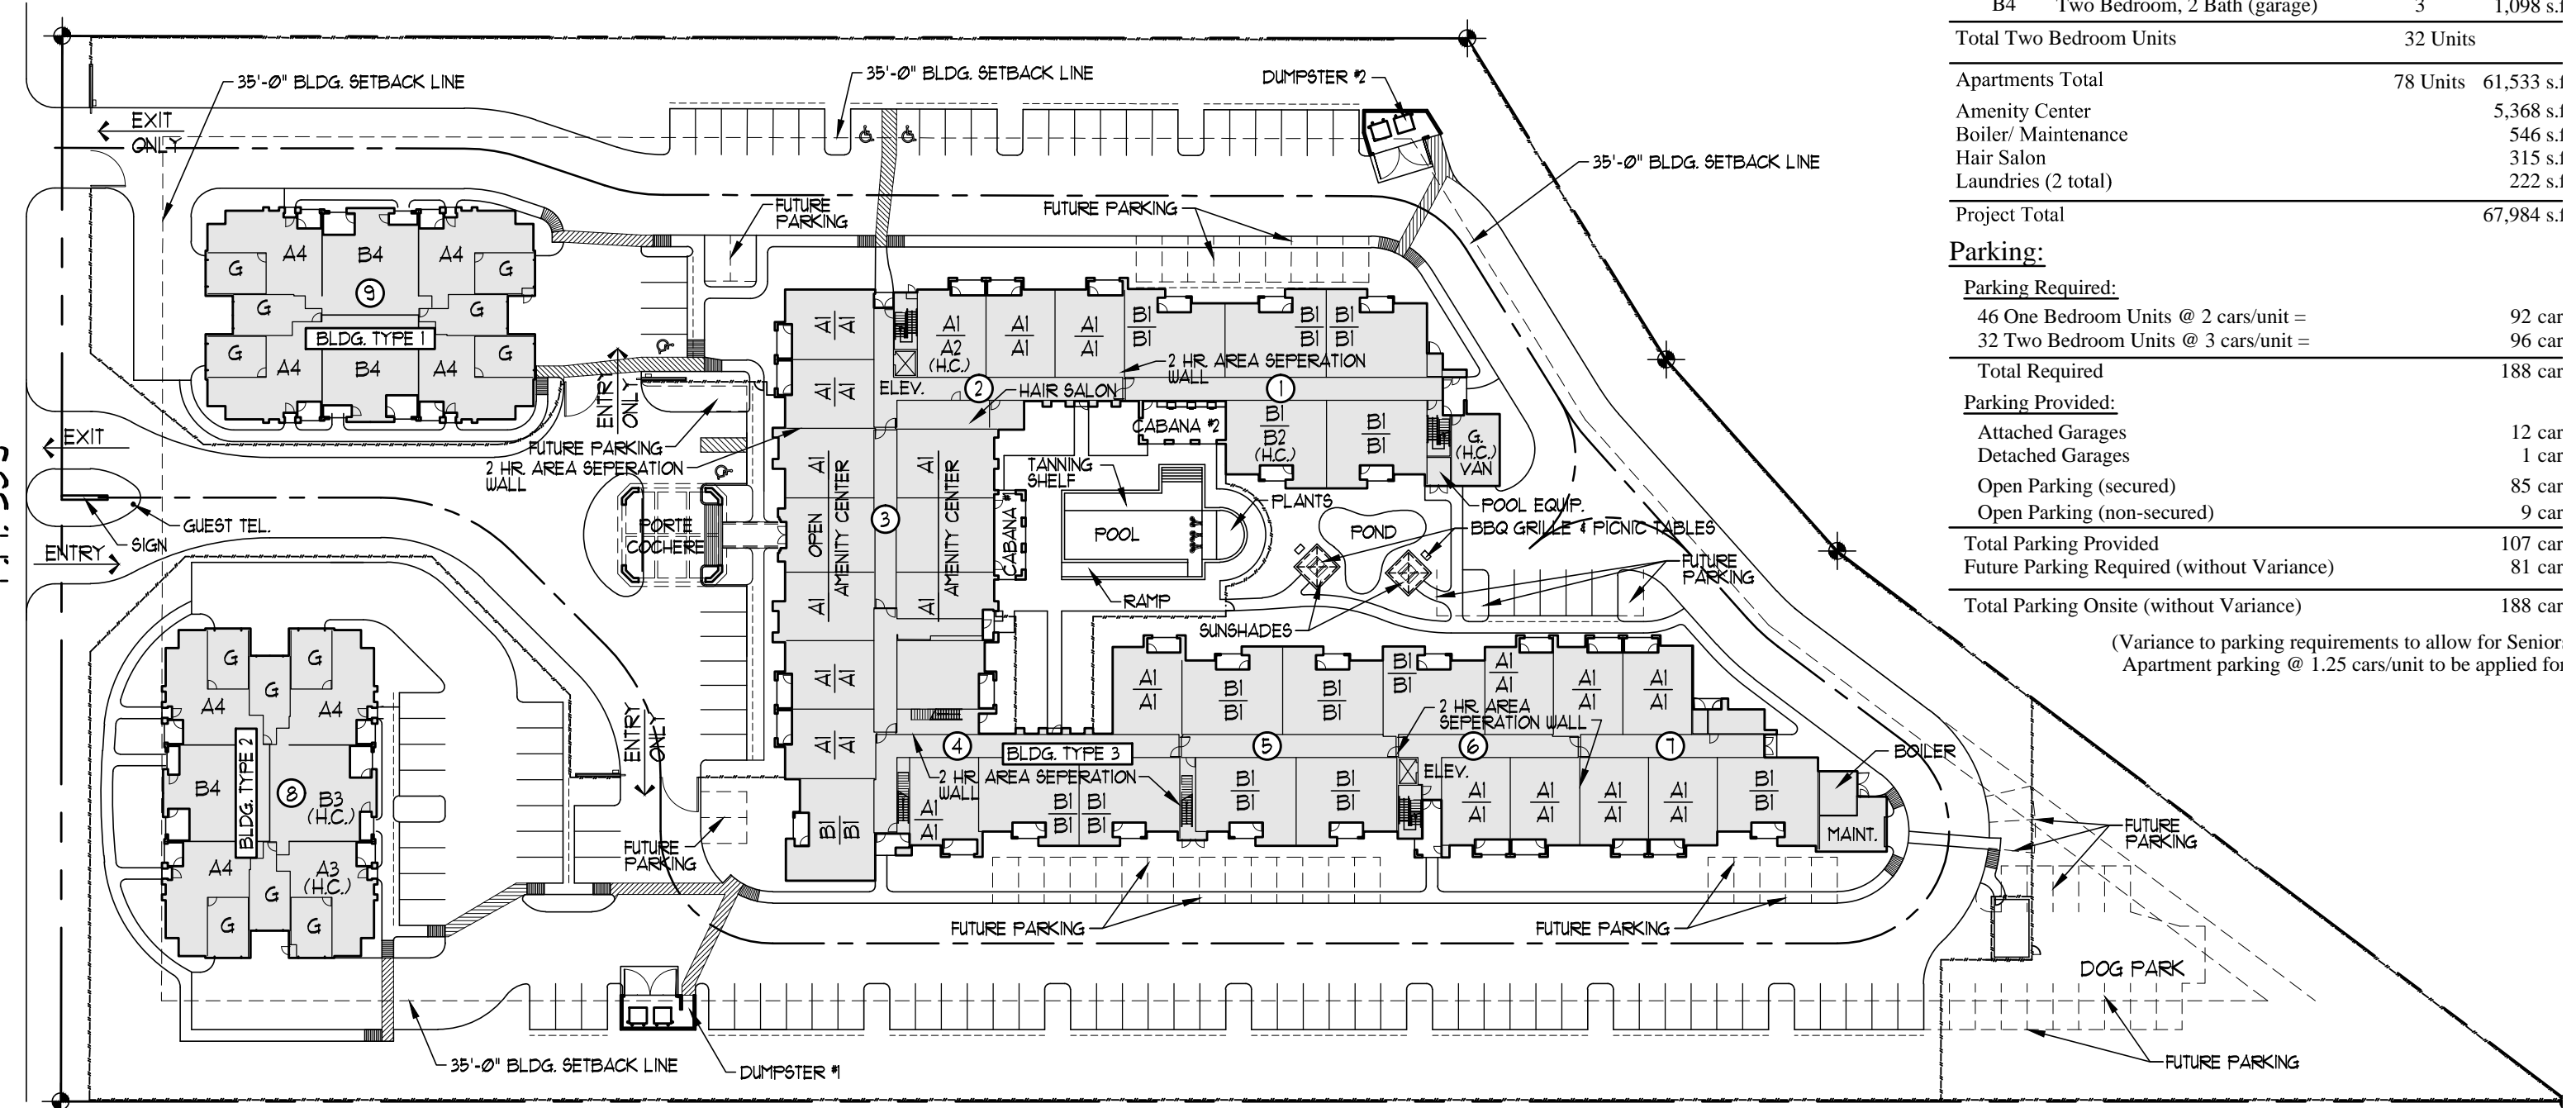 B4 Two Bedroom, 2 Bath (garage) 3 1,098 s.f
Total Two Bedroom Units 32 Units
Apartments Total 78 Units 61,533 s.f
Amenity Center 5,368 s.f
Boiler/ Maintenance 546 s.f
Hair Salon 315 s.f
Laundries (2 total) 222 s.f
Project Total 67,984 s.f
Parking:
Parking Required:
46 One Bedroom Units @ 2 cars/unit = 92 car
32 Two Bedroom Units @ 3 cars/unit = 96 car
Total Required 188 car
Parking Provided:
Attached Garages 12 car
Detached Garages 1 car
Open Parking (secured) 85 car
Open Parking (non-secured) 9 car
Total Parking Provided 107 car
Future Parking Required (without Variance) 81 car
Total Parking Onsite (without Variance) 188 car
(Variance to parking requirements to allow for Senior
Apartment parking @ 1.25 cars/unit to be applied for
35'-0" BLDG. SETBACK LINE
35'-0" BLDG. SETBACK LINE
DUMPSTER #2
EXIT
ONLY
35'-0" BLDG. SETBACK LINE
FUTURE
PARKING
FUTURE PARKING
A4 B4 A4
G G
9
G G
BLDG. TYPE 1
G G
A4 B4 A4
ENTRY
ONLY
A1
A1
A1
A2
(H.C.)
A1
A1
A1
A1
B1
B1
B1
B1
B1
B1
A1
A1
ELEV.
2
HAIR SALON
2 HR. AREA SEPERATION
WALL
1
CABANA #2
B1
B2
(H.C.)
B1
B1
G.
(H.C.)
VAN
EXIT
FUTURE PARKING
2 HR. AREA SEPERATION
WALL
GUEST TEL.
SIGN
ENTRY
PORTE
COCHERE
A1
OPEN
A1
AMENITY CENTER
3
A1
A1
AMENITY CENTER
CABANA #
TANNING
SHELF
POOL
RAMP
PLANTS
POND
POOL EQUIP.
BBQ GRILLE & PICNIC TABLES
SUNSHADES
FUTURE
PARKING
A1
A1
A1
A1
G G
G
A4 A4
BLDG. TYPE 2
B4
8
B3
(H.C.)
A4
A3
(H.C.)
G
G G
ENTRY
ONLY
A1
A1
B1
B1
B1
B1
B1
B1
A1
A1
A1
A1
A1
A1
2 HR. AREA
SEPERATION WALL
4
BLDG. TYPE 3
5
6
7
BOILER
2 HR. AREA SEPERATION
WALL
ELEV.
B1
B1
A1
A1
B1
B1
B1
B1
B1
B1
B1
B1
A1
A1
A1
A1
A1
A1
A1
A1
B1
B1
MAINT.
FUTURE
PARKING
FUTURE
PARKING
FUTURE PARKING
FUTURE PARKING
DOG PARK
35'-0" BLDG. SETBACK LINE
DUMPSTER #1
FUTURE PARKING